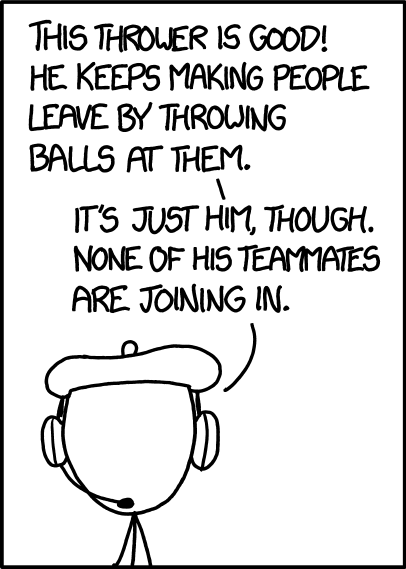 THIS THROWER IS GOOD!
HE KEEPS MAKING PEOPLE
LEAVE BY THROWING
BALLS AT THEM.
IT'S JUST HIM, THOUGH.
NONE OF HIS TEAMMATES
ARE JOINING IN.